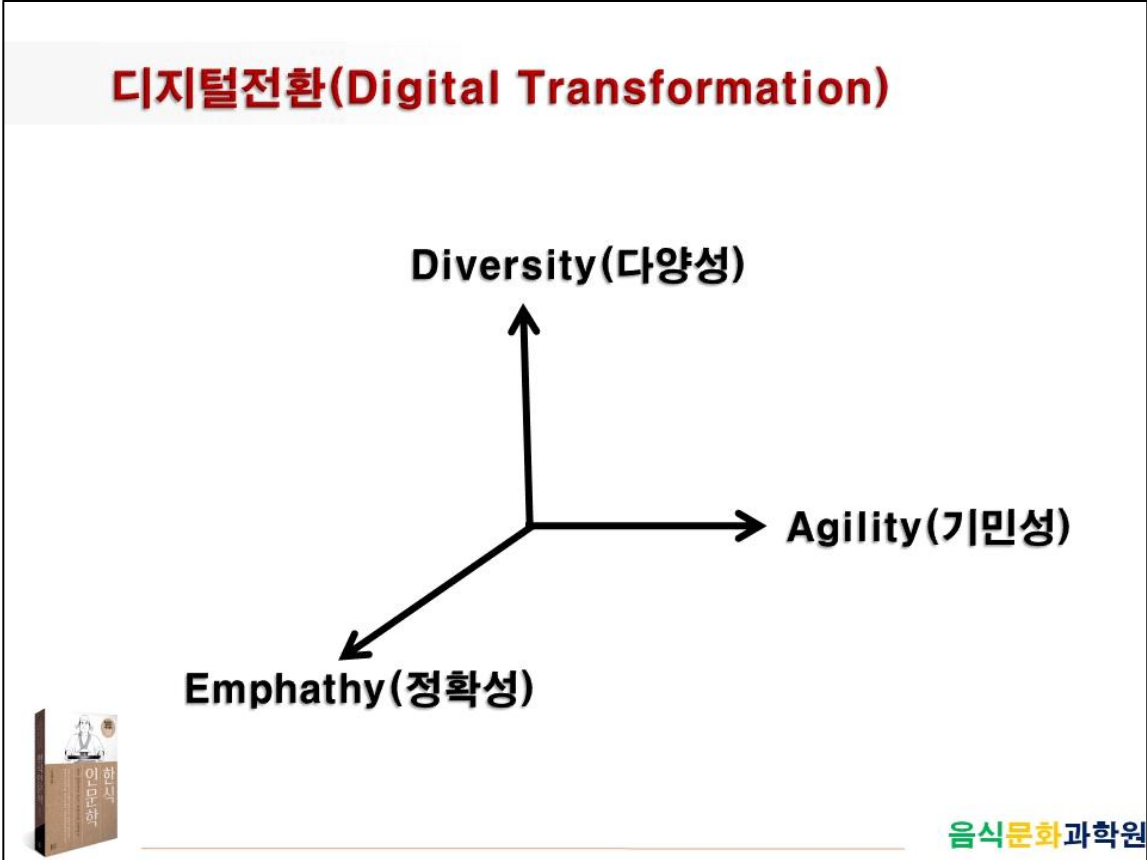 디지털전환(Digital Transformation)
Diversity(다양성)
Agility(기민성)
Emphathy(정확성)
한식
인문학
음식문화과학원